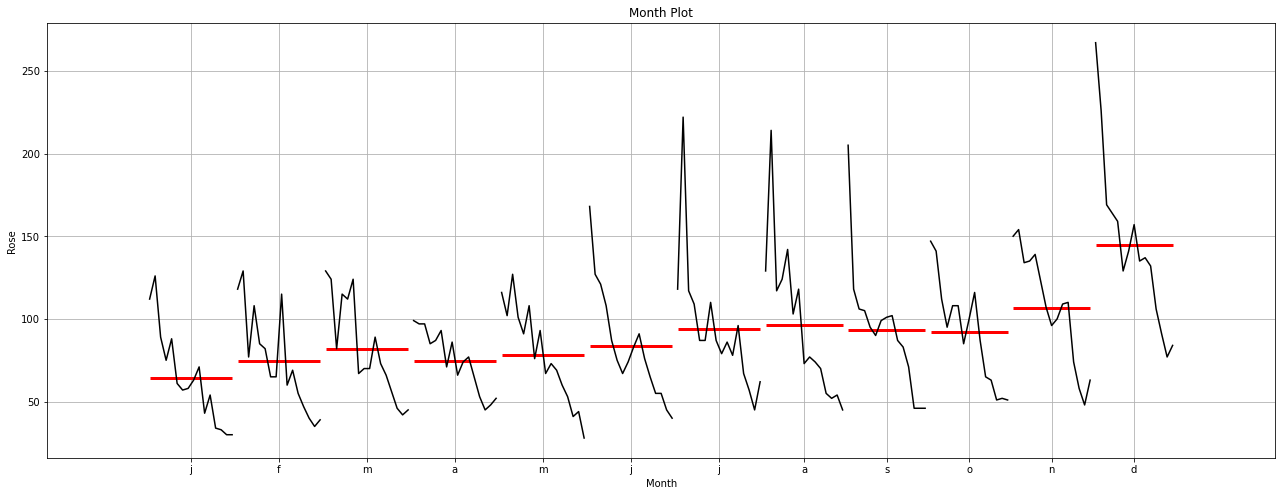 Month Plot
250
200
150
100
50
Rose
j f m a m j j a s o n d
Month